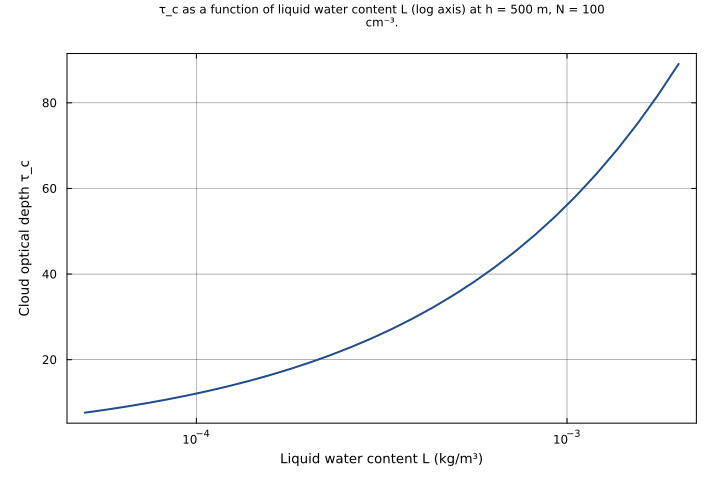 τ_c as a function of liquid water content L (log axis) at h = 500 m, N = 100
cm⁻³.
80
60
40
20
Cloud optical depth τ_c
10⁻⁴
10⁻³
Liquid water content L (kg/m³)